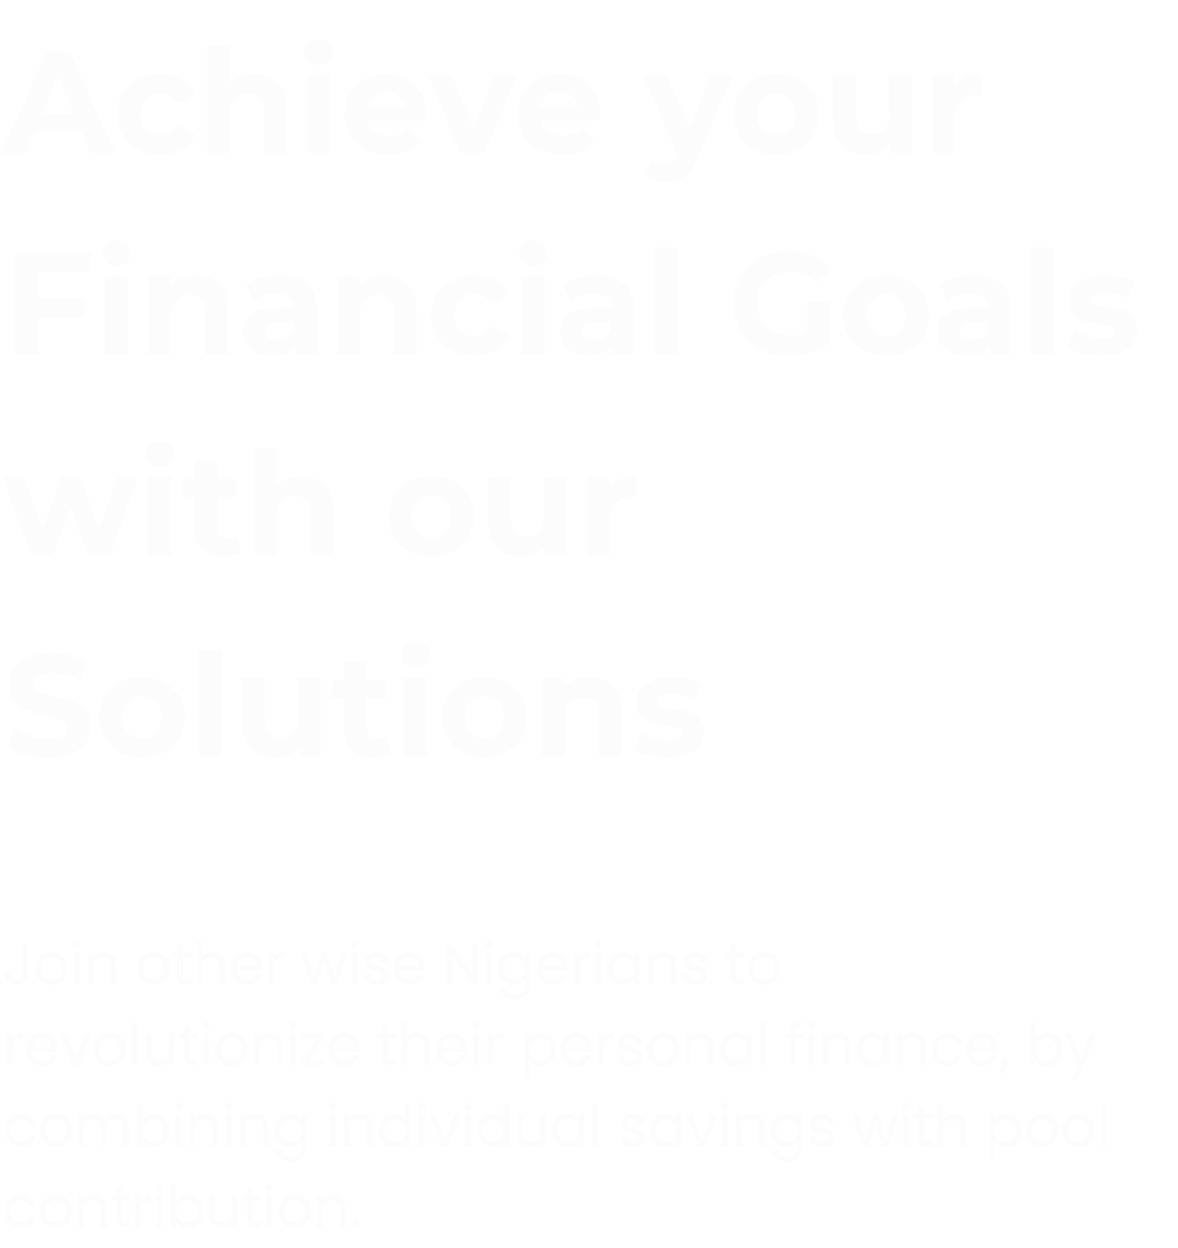 Achieve your
Financial Goals
with our
Solutions
Join other wise Nigerians to
revolutionize their personal finance, by
combining individual savings with pool
contribution.